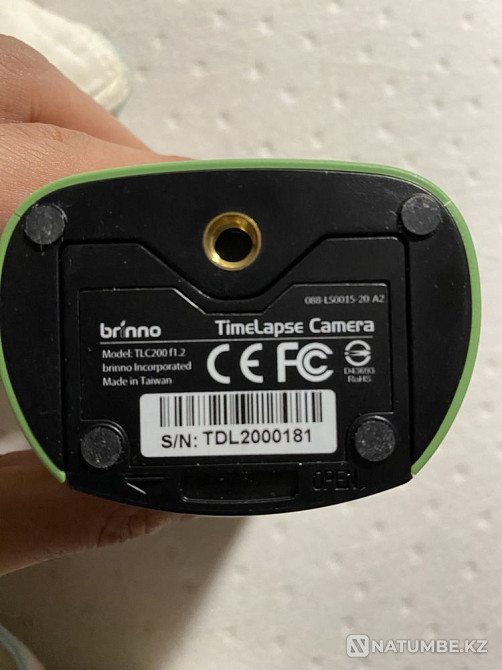 088-LS0015-20 A2
brinno TimeLapse Camera
Model: TLC200 f1.2
brinno Incorporated
Made in Taiwan
CE FC
D43693
RoHS
S/N: TDL2000181
OPEN
NATUMBE.KZ